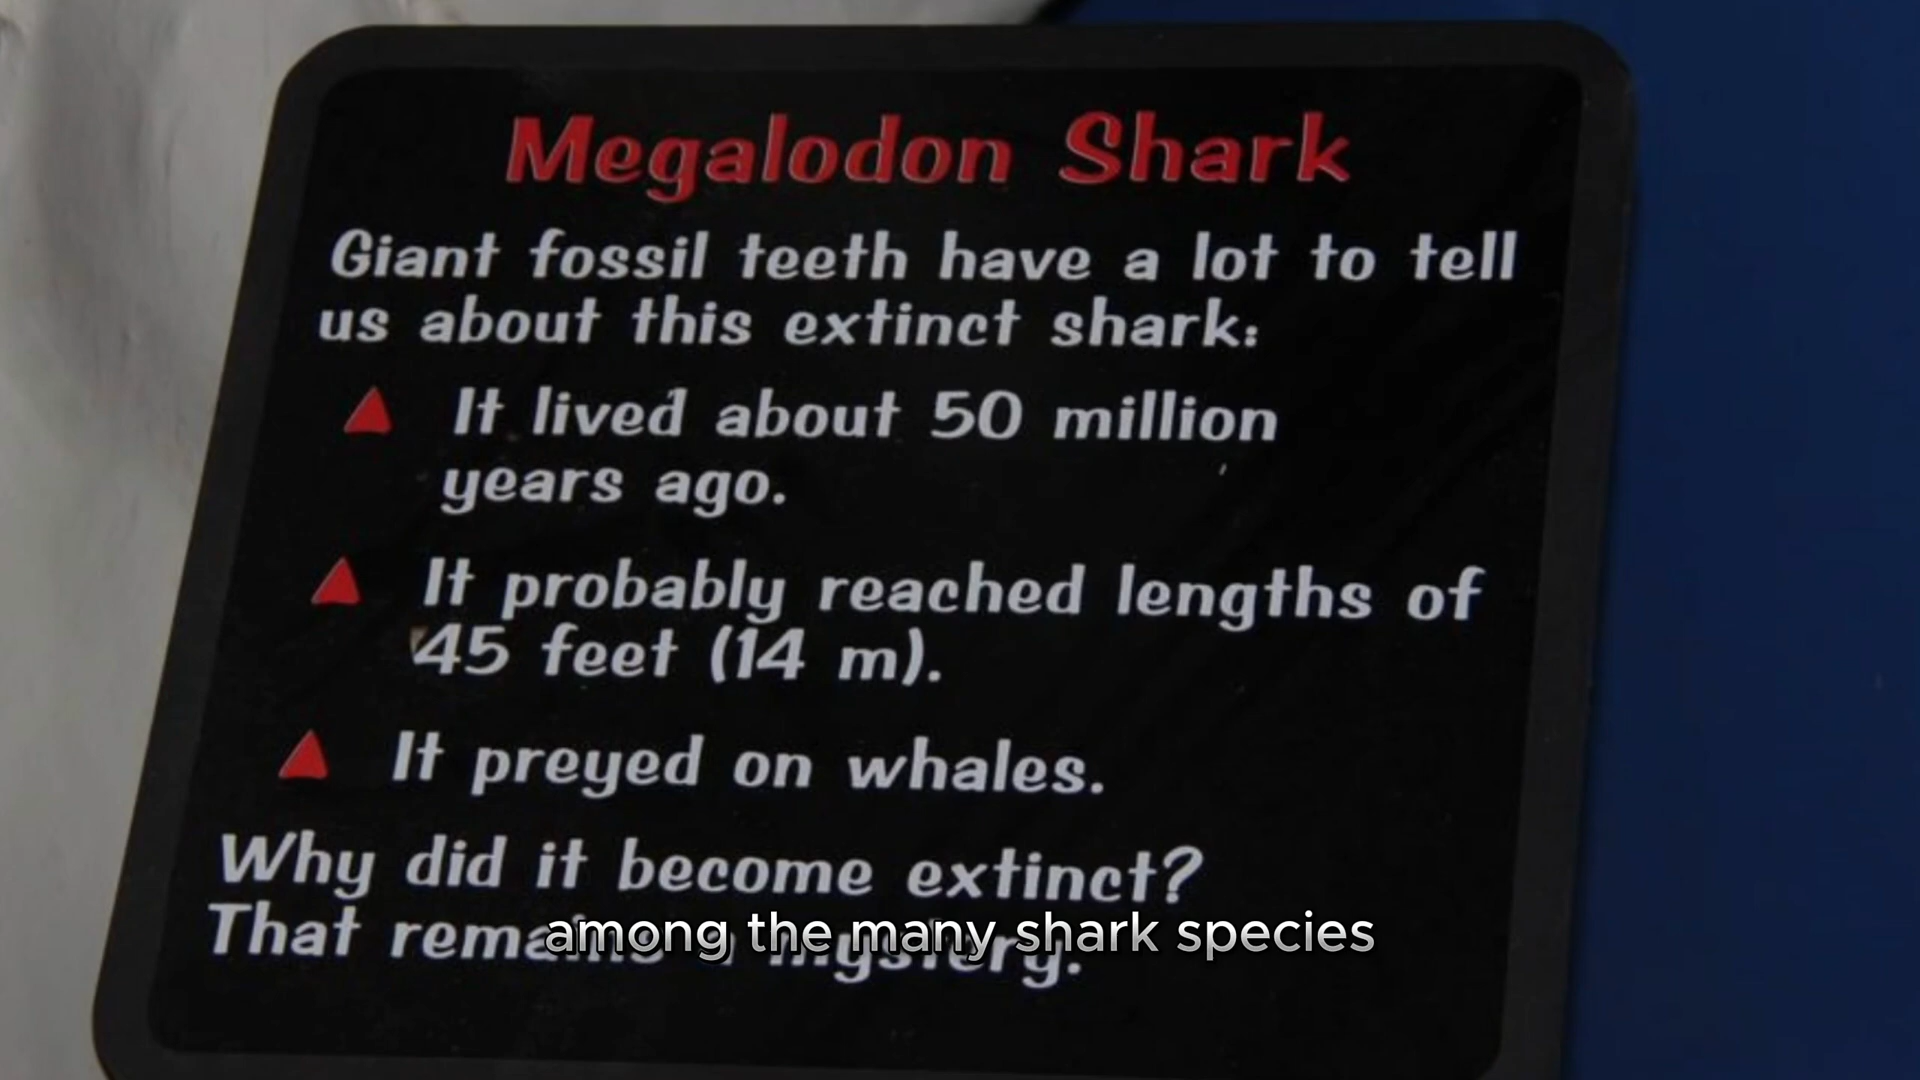 Megalodon Shark
Giant fossil teeth have a lot to tell
us about this extinct shark:
It lived about 50 million
years ago.
It probably reached lengths of
45 feet (14 m).
It preyed on whales.
Why did it become extinct?
That remains a mystery.
among the many shark species